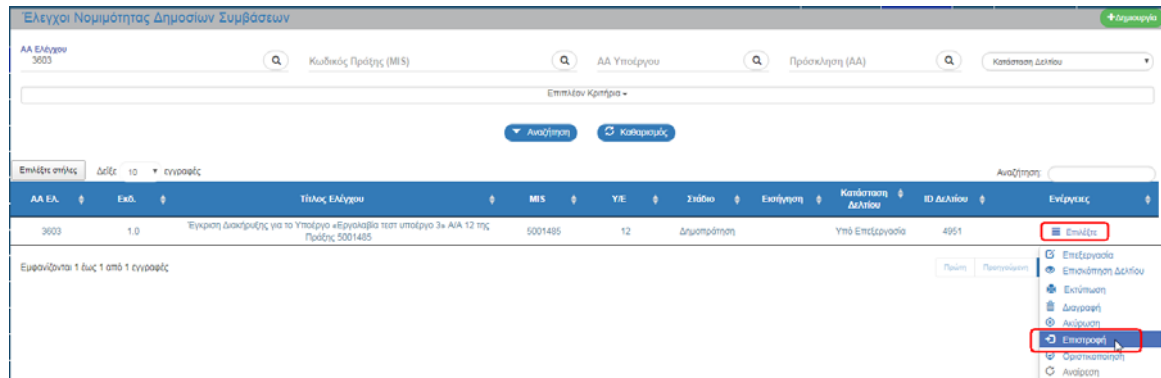 Έλεγχοι Νομιμότητας Δημοσίων Συμβάσεων
+Δημιουργία
ΑΑ Ελέγχου
3603
Κωδικός Πράξης (MIS)
ΑΑ Υποέργου
Πρόσκληση (ΑΑ)
Κατάσταση Δελτίου
Επιπλέον Κριτήρια
Αναζήτηση
Καθαρισμός
Επιλέξτε στήλες
Δείξε 10 εγγραφές
Αναζήτηση:
ΑΑ ΕΛ. Εκδ. Τίτλος Ελέγχου MIS Υ/Ε Στάδιο Εισήγηση Κατάσταση Δελτίου ID Δελτίου Ενέργειες
3603 1.0 Έγκριση Διακήρυξης για το Υποέργο «Εργολαβία τεστ υποέργο 3» Α/Α 12 της Πράξης 5001485 5001485 12 Δημοπράτηση Υπό Επεξεργασία 4951 Επιλέξτε
Εμφανίζονται 1 έως 1 από 1 εγγραφές
Πρώτη
Προηγούμενη
Επεξεργασία
Επισκόπηση Δελτίου
Εκτύπωση
Διαγραφή
Ακύρωση
Επιστροφή
Οριστικοποίηση
Αναίρεση